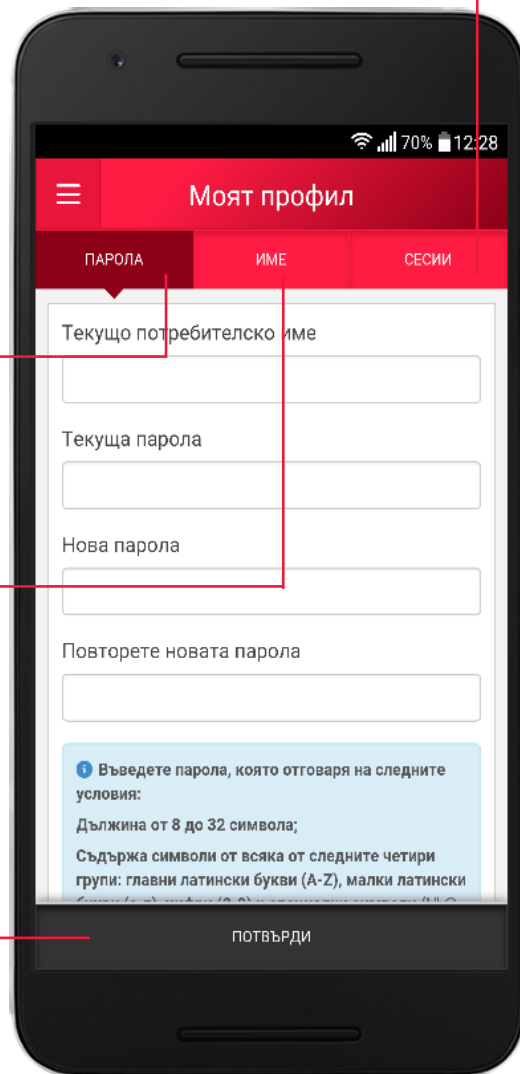 70% 12:28
Моят профил
ПАРОЛА ИМЕ СЕСИИ
Текущо потребителско име
Текуща парола
Нова парола
Повторете новата парола
Въведете парола, която отговаря на следните
условия:
Дължина от 8 до 32 символа;
Съдържа символи от всяка от следните четири
групи: главни латински букви (A-Z), малки латински
ПОТВЪРДИ